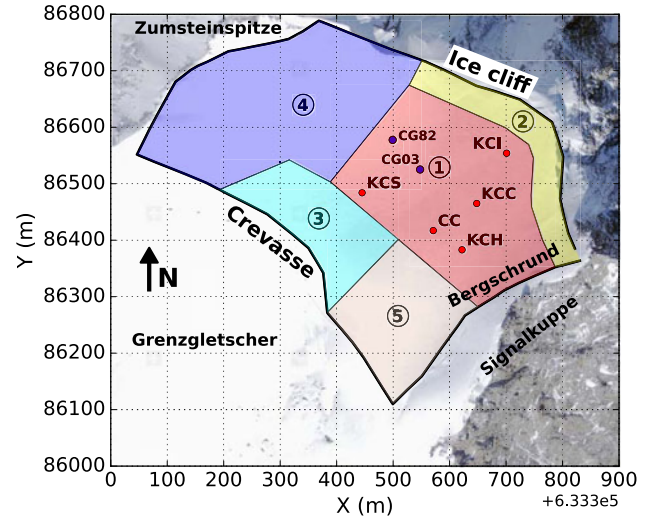 86800
86700
86600
86500
86400
86300
86200
86100
86000
Y (m)
Zumsteinspitze
Ice cliff
4
2
CG82
KCI
CG03
1
KCS
KCC
3
CC
KCH
Crevasse
Bergschrund
N
5
Grenzgletscher
Signalkuppe
0 100 200 300 400 500 600 700 800 900
X (m)
+6.333e5